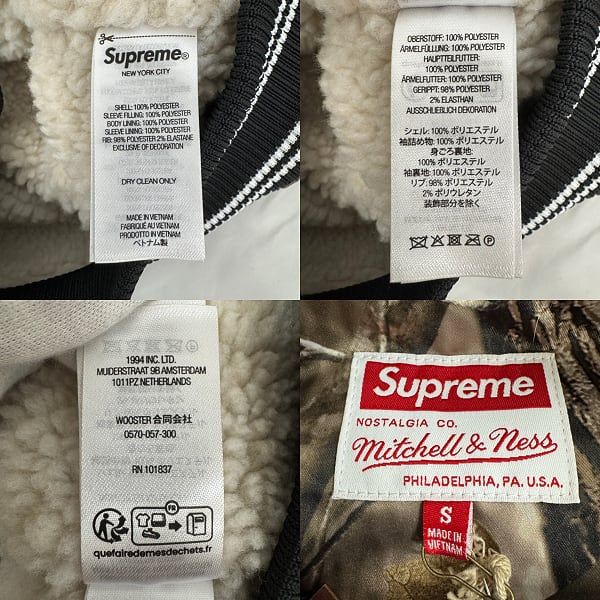 Supreme®
NEW YORK CITY
SHELL: 100% POLYESTER
SLEEVE FILLING: 100% POLYESTER
BODY LINING: 100% POLYESTER
SLEEVE LINING: 100% POLYESTER
RIB: 98% POLYESTER 2% ELASTANE
EXCLUSIVE OF DECORATION
DRY CLEAN ONLY
MADE IN VIETNAM
FABRIQUÉ AU VIETNAM
PRODOTTO IN VIETNAM
ベトナム製
OBERSTOFF: 100% POLYESTER
ÄRMELFÜLLUNG: 100% POLYESTER
HAUPTTEILFUTTER:
100% POLYESTER
ÄRMELFUTTER: 100% POLYESTER
GERIPPT: 98% POLYESTER
2% ELASTHAN
AUSSCHLIEßLICH DEKORATION
シェル: 100% ポリエステル
袖詰め物: 100% ポリエステル
身ごろ裏地:
100% ポリエステル
袖裏地: 100% ポリエステル
リブ: 98% ポリエステル
2% ポリウレタン
装飾部分を除く
1994 INC. LTD.
MUIDERSTRAAT 9B AMSTERDAM
1011PZ NETHERLANDS
WOOSTER 合同会社
0570-057-300
RN 101837
FR
quefairedemesdechets.fr
Supreme
NOSTALGIA CO.
Mitchell & Ness
PHILADELPHIA, PA. U.S.A.
S
MADE IN
VIETNAM